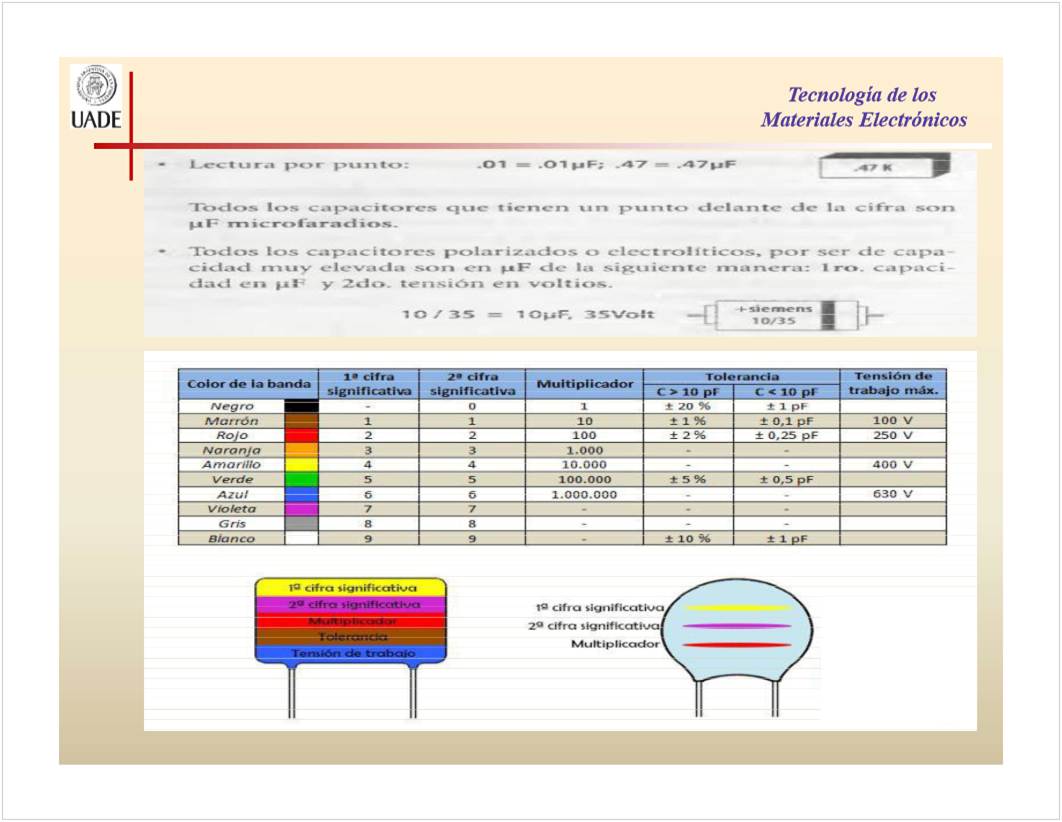 UADE
Tecnología de los
Materiales Electrónicos
• Lectura por punto: .01 = .01µF; .47 = .47µF
.47 K
Todos los capacitores que tienen un punto delante de la cifra son
µF microfaradios.
• Todos los capacitores polarizados o electrolíticos, por ser de capa-
cidad muy elevada son en µF de la siguiente manera: 1ro. capaci-
dad en µF y 2do. tensión en voltios.
10 / 35 = 10µF, 35Volt
+siemens
10/35
Color de la banda 1ª cifra significativa 2ª cifra significativa Multiplicador Tolerancia C > 10 pF C < 10 pF Tensión de trabajo máx.
Negro - 0 1 ± 20 % ± 1 pF
Marrón 1 1 10 ± 1 % ± 0,1 pF 100 V
Rojo 2 2 100 ± 2 % ± 0,25 pF 250 V
Naranja 3 3 1.000 - -
Amarillo 4 4 10.000 - - 400 V
Verde 5 5 100.000 ± 5 % ± 0,5 pF
Azul 6 6 1.000.000 - - 630 V
Violeta 7 7 - - -
Gris 8 8 - - -
Blanco 9 9 - ± 10 % ± 1 pF
1ª cifra significativa
2ª cifra significativa
Multiplicador
Tolerancia
Tensión de trabajo
1ª cifra significativa
2ª cifra significativa
Multiplicador